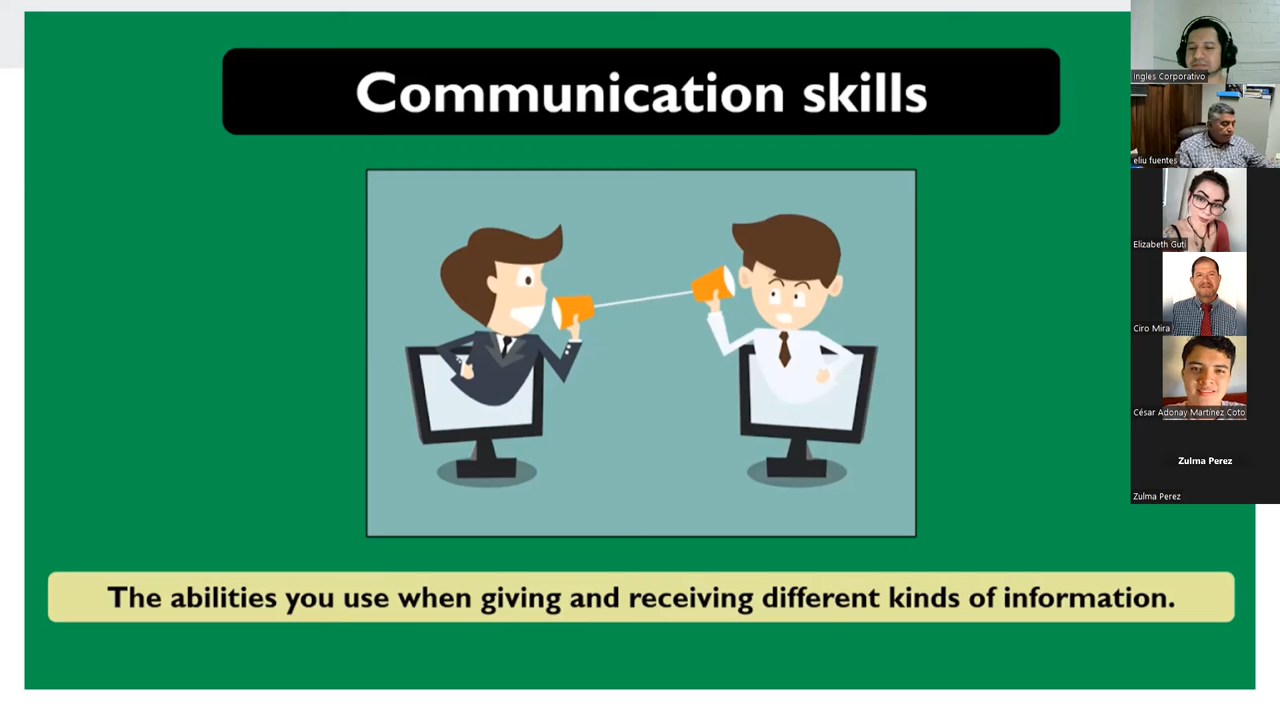 Communication skills
The abilities you use when giving and receiving different kinds of information.
Ingles Corporativo
eliu fuentes
Elizabeth Guti
Ciro Mira
César Adonay Martínez Coto
Zulma Perez
Zulma Perez